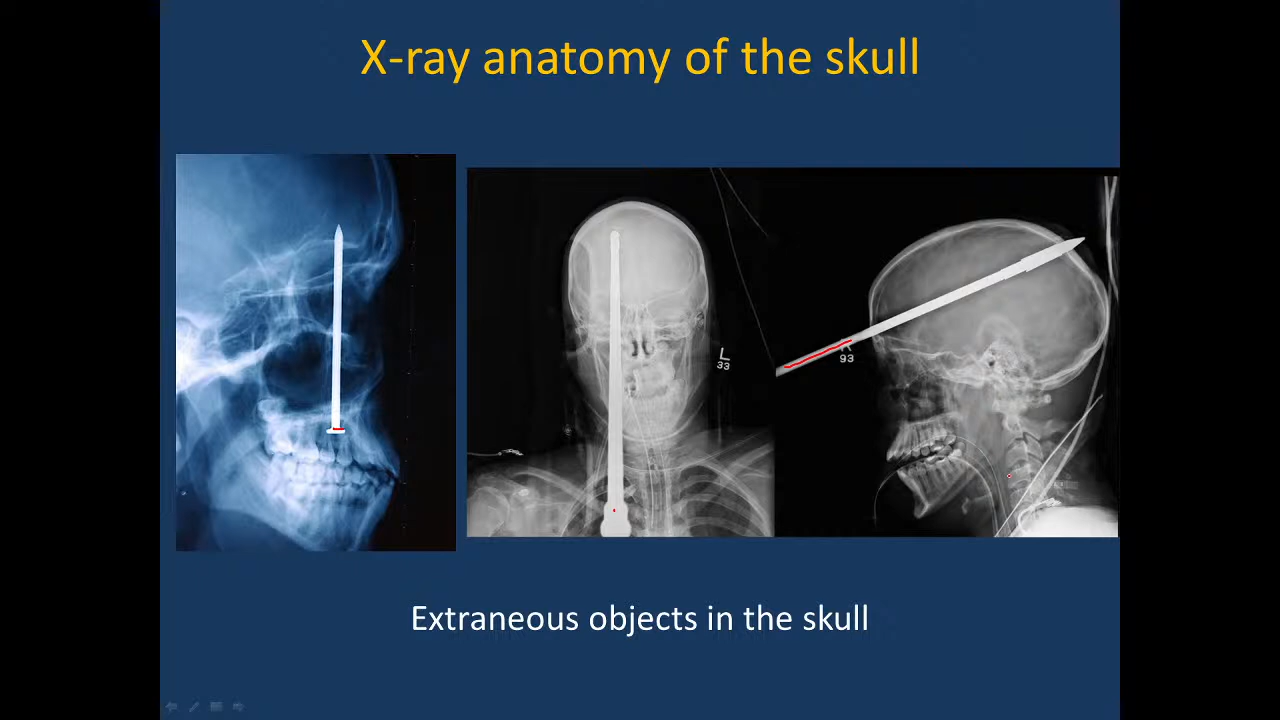 X-ray anatomy of the skull
L
33
R
93
Extraneous objects in the skull